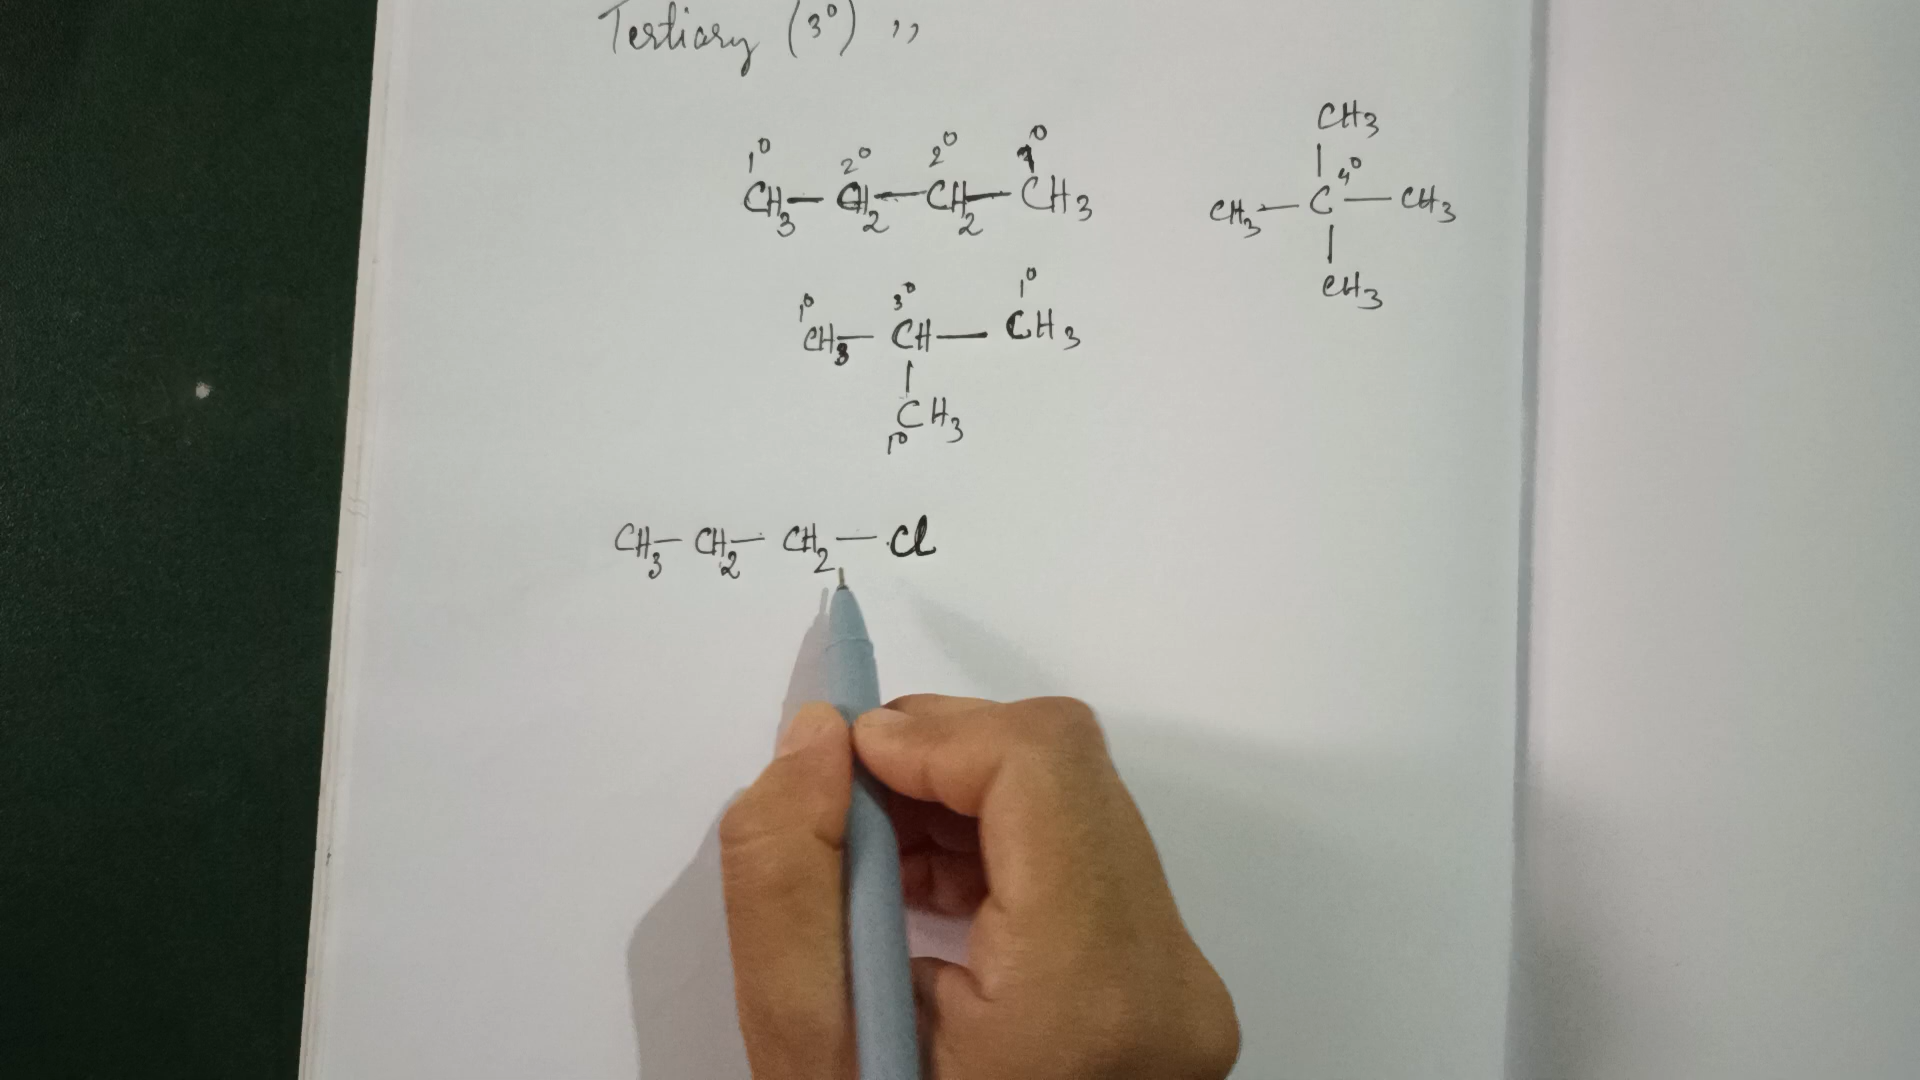 Tertiary (3°) ,,
1° 2° 2° 1°
CH3 — CH2 — CH2 — CH3
1° 3° 1°
CH3 — CH — CH3
|
CH3
1°
CH3
| 4°
CH3 — C — CH3
|
CH3
CH3 — CH2 — CH2 — Cl